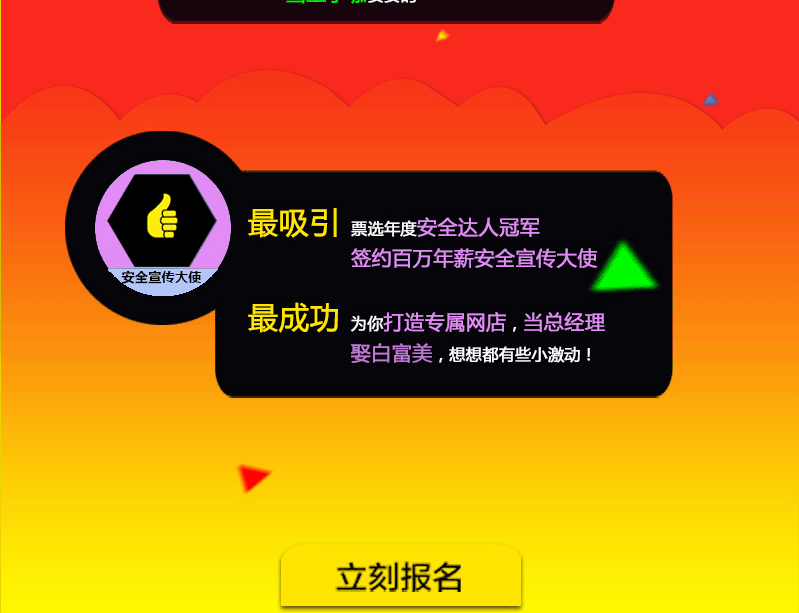 最吸引 票选年度安全达人冠军
签约百万年薪安全宣传大使
安全宣传大使
最成功 为你打造专属网店，当总经理
娶白富美，想想都有些小激动！
立刻报名